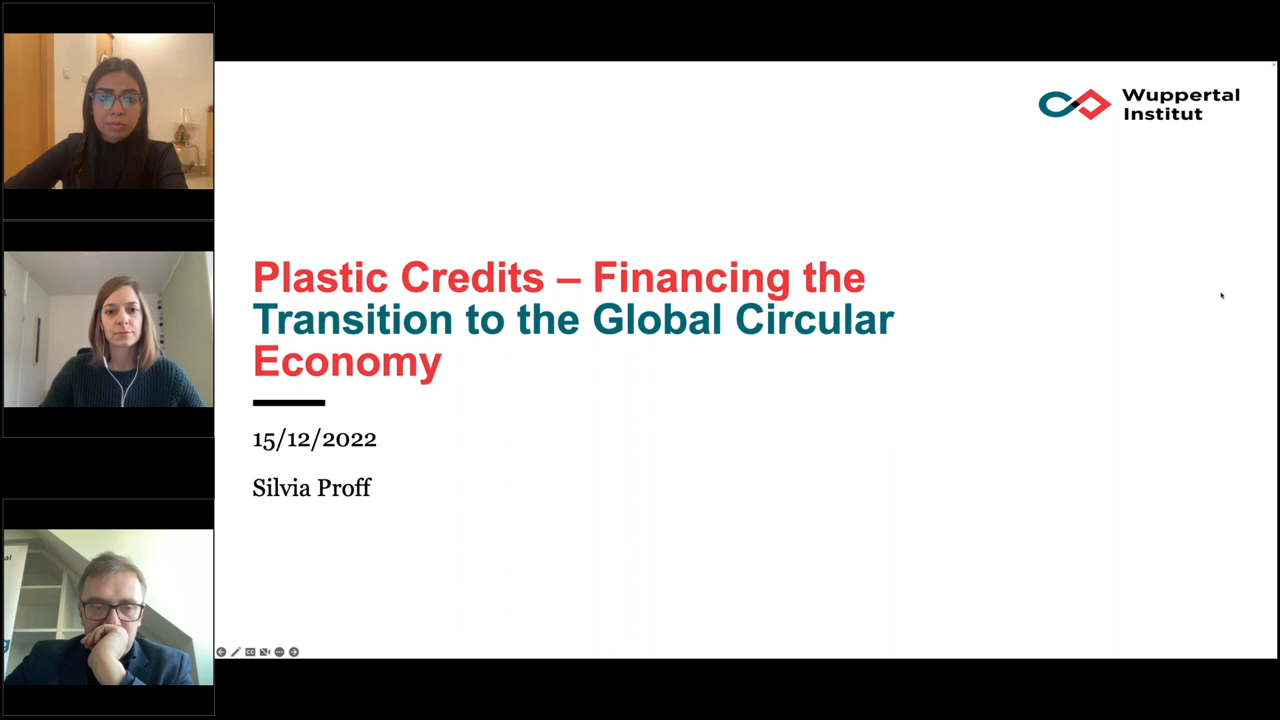 Wuppertal
Institut
Plastic Credits – Financing the
Transition to the Global Circular
Economy
15/12/2022
Silvia Proff